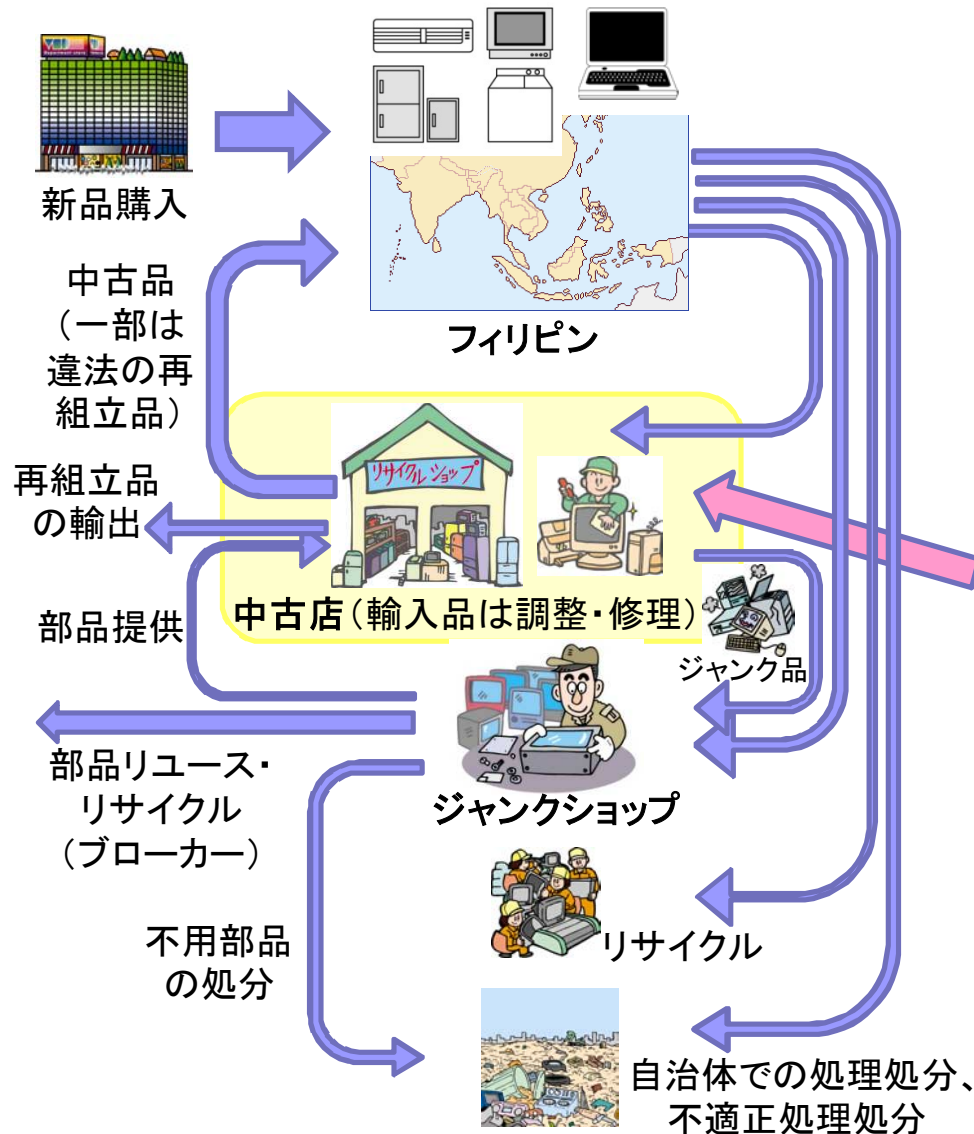 新品購入
中古品
（一部は
違法の再
組立品）
フィリピン
リサイクルショップ
再組立品
の輸出
中古店（輸入品は調整・修理）
部品提供
ジャンク品
部品リユース・
リサイクル
（ブローカー）
ジャンクショップ
リサイクル
不用部品
の処分
自治体での処理処分、
不適正処理処分